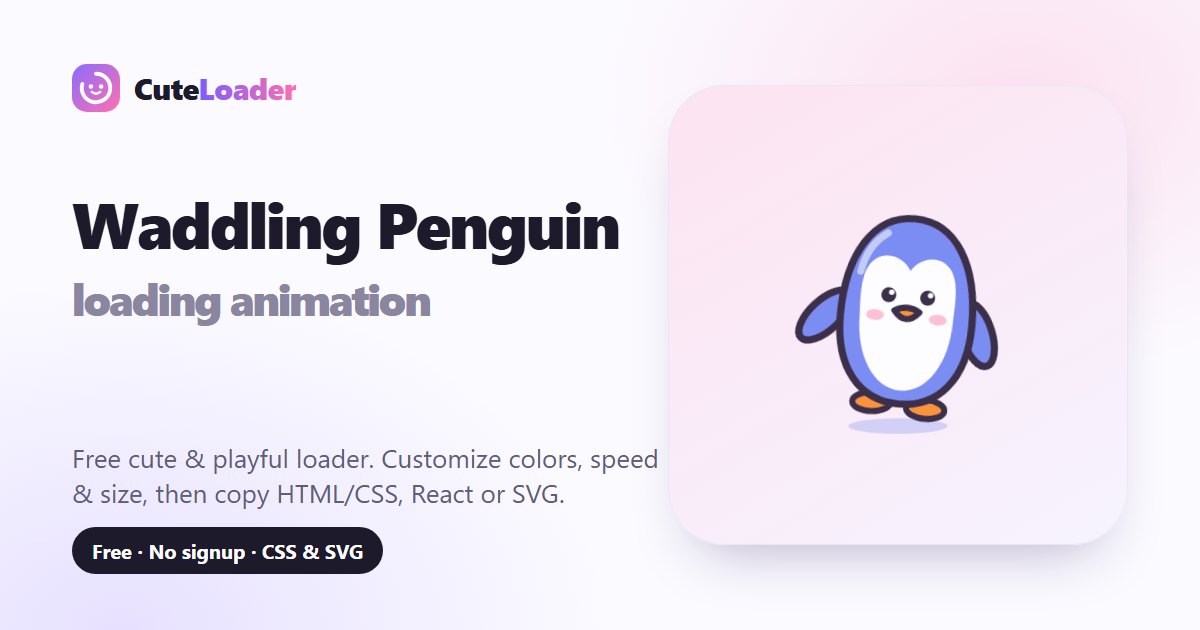 CuteLoader
Waddling Penguin
loading animation
Free cute & playful loader. Customize colors, speed
& size, then copy HTML/CSS, React or SVG.
Free · No signup · CSS & SVG